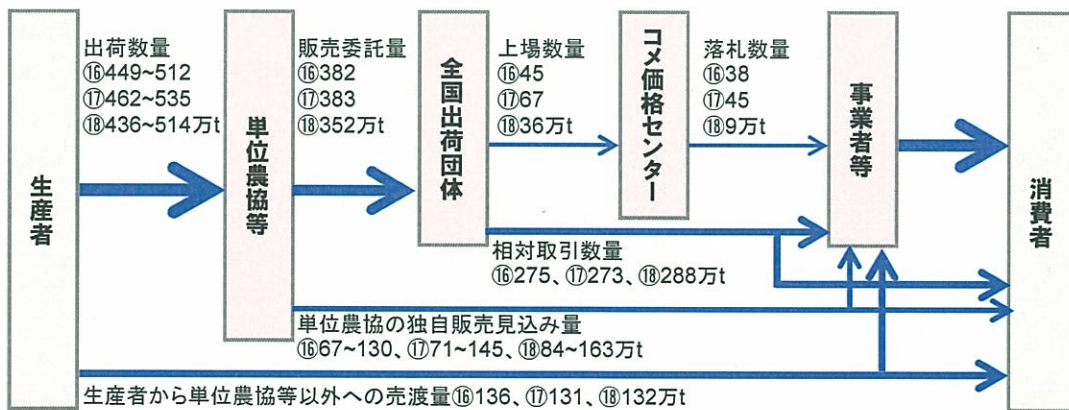 生産者
出荷数量
⑯449~512
⑰462~535
⑱436~514万t
単位農協等
販売委託量
⑯382
⑰383
⑱352万t
全国出荷団体
上場数量
⑯45
⑰67
⑱36万t
コメ価格センター
落札数量
⑯38
⑰45
⑱9万t
事業者等
消費者
相対取引数量
⑯275、⑰273、⑱288万t
単位農協の独自販売見込み量
⑯67~130、⑰71~145、⑱84~163万t
生産者から単位農協等以外への売渡量⑯136、⑰131、⑱132万t